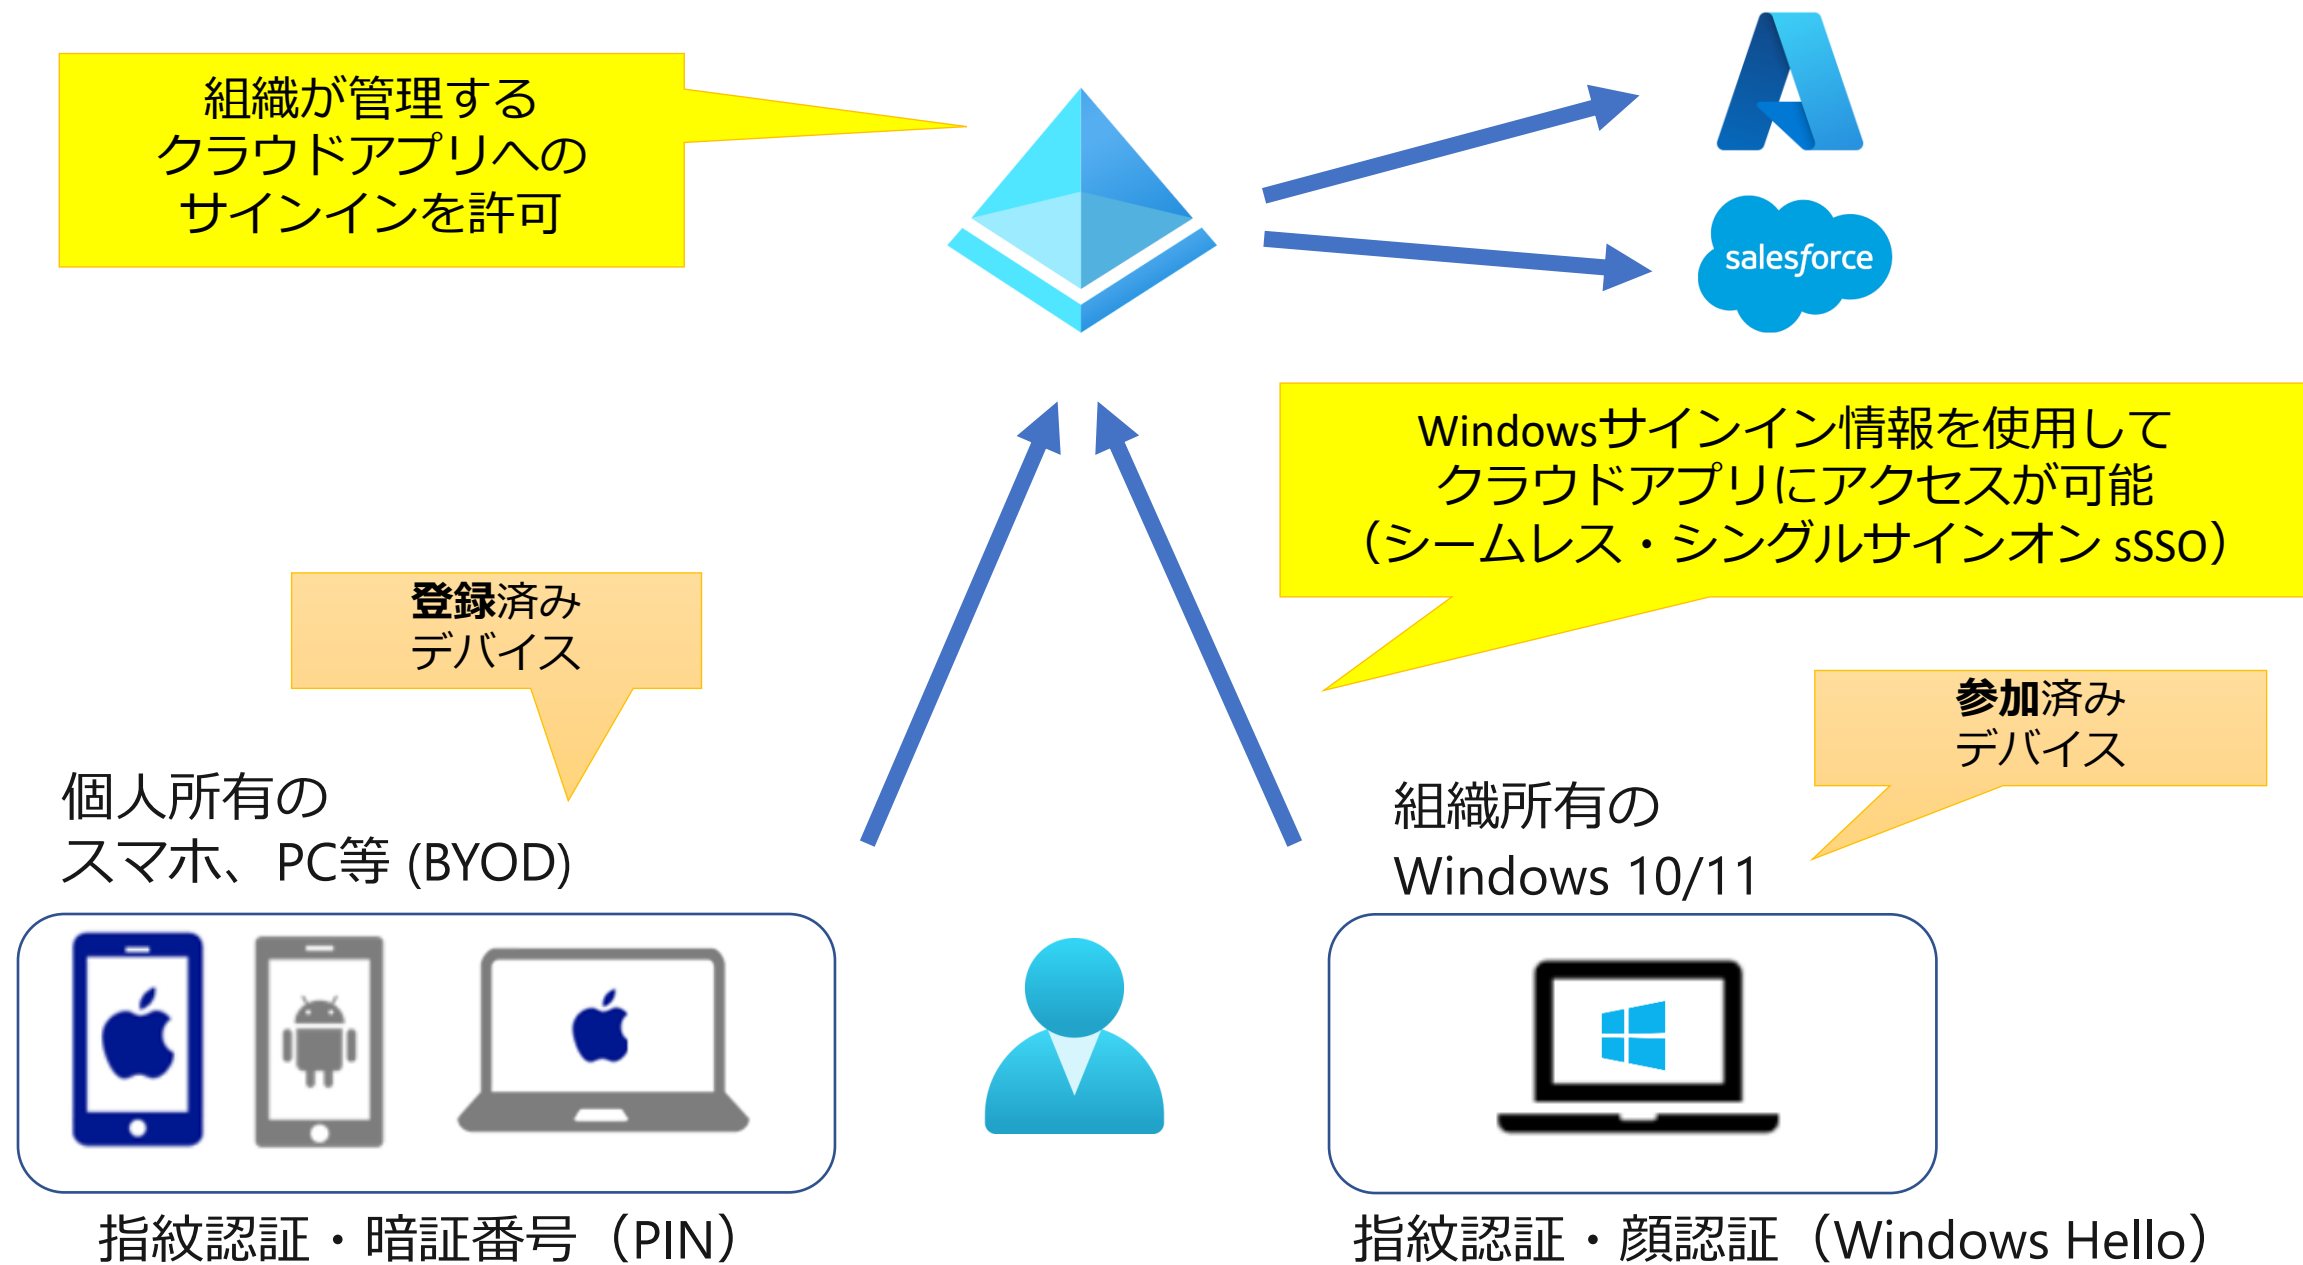 組織が管理する
クラウドアプリへの
サインインを許可
salesforce
Windowsサインイン情報を使用して
クラウドアプリにアクセスが可能
（シームレス・シングルサインオン sSSO）
登録済み
デバイス
参加済み
デバイス
個人所有の
スマホ、PC等 (BYOD)
組織所有の
Windows 10/11
指紋認証・暗証番号（PIN）
指紋認証・顔認証（Windows Hello）